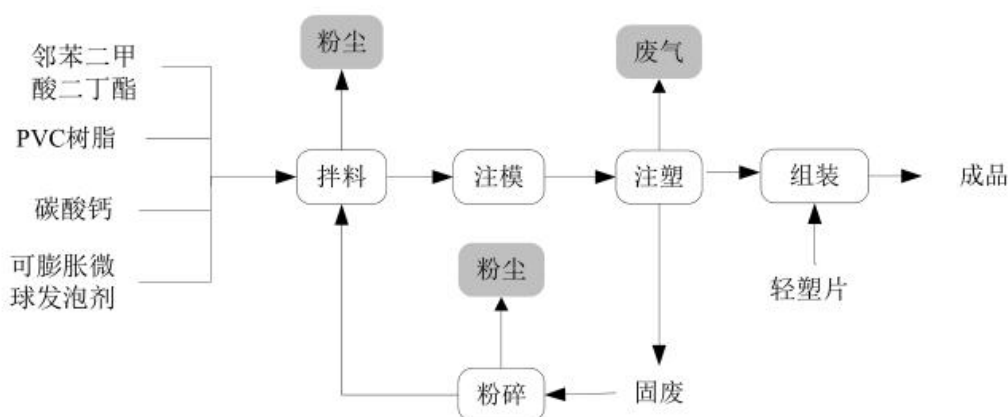 粉尘
废气
邻苯二甲
酸二丁酯
PVC树脂
拌料
注模
注塑
组装
成品
碳酸钙
可膨胀微
球发泡剂
粉尘
轻塑片
粉碎
固废